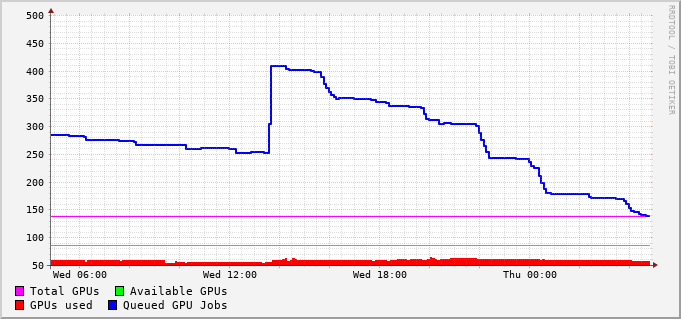 RRDTOOL / TOBI OETIKER
500
450
400
350
300
250
200
150
100
50
Wed 06:00 Wed 12:00 Wed 18:00 Thu 00:00
Total GPUs Available GPUs
GPUs used Queued GPU Jobs